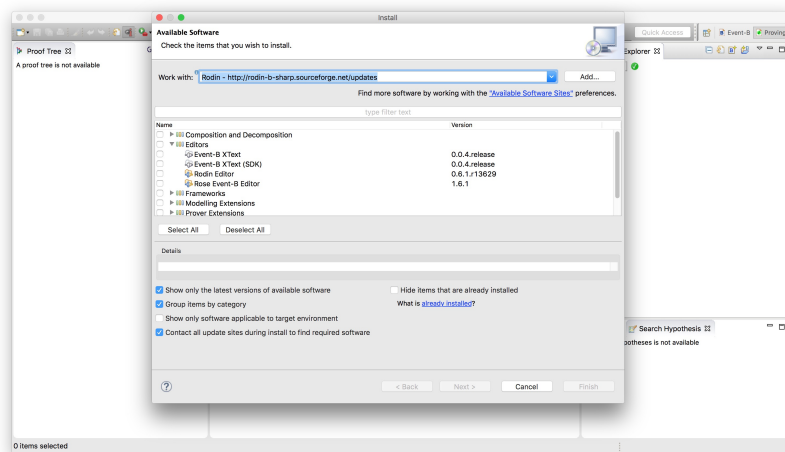 Install
Quick Access
Event-B
Proving
Proof Tree
A proof tree is not available
Explorer
Available Software
Check the items that you wish to install.
Work with: Rodin - http://rodin-b-sharp.sourceforge.net/updates
Add...
Find more software by working with the "Available Software Sites" preferences.
type filter text
Name Version
Composition and Decomposition
Editors
Event-B XText 0.0.4.release
Event-B XText (SDK) 0.0.4.release
Rodin Editor 0.6.1.r13629
Rose Event-B Editor 1.6.1
Frameworks
Modelling Extensions
Prover Extensions
Select All Deselect All
Details
Show only the latest versions of available software
Hide items that are already installed
Group items by category
What is already installed?
Show only software applicable to target environment
Contact all update sites during install to find required software
? < Back Next > Cancel Finish
Search Hypothesis
potheses is not available
0 items selected